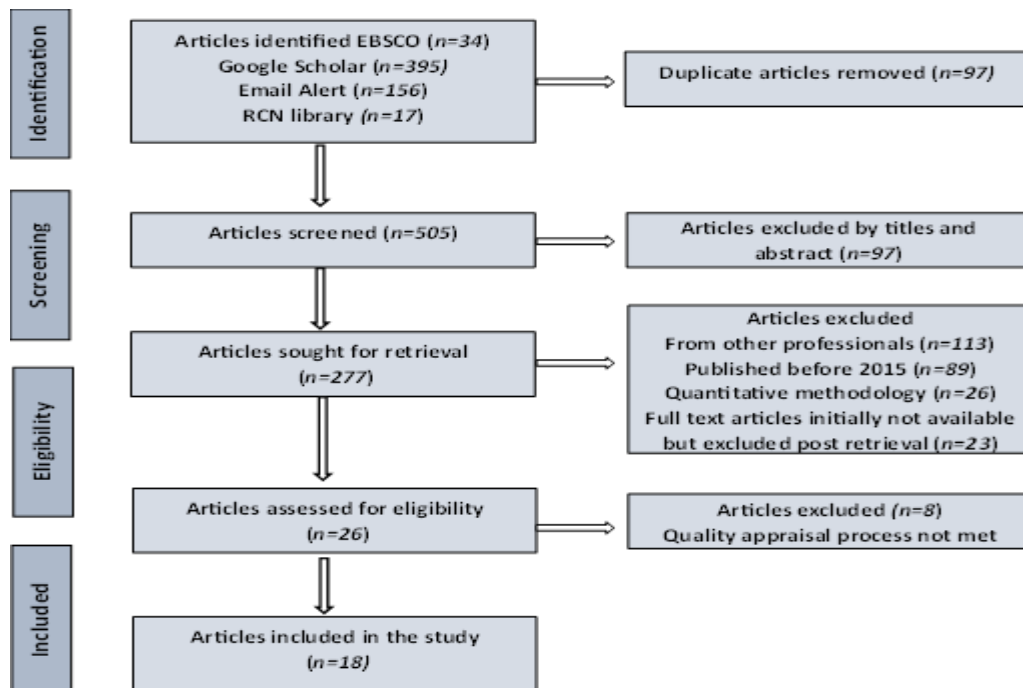 Identification
Articles identified EBSCO (n=34)
Google Scholar (n=395)
Email Alert (n=156)
RCN library (n=17)
Duplicate articles removed (n=97)
Screening
Articles screened (n=505)
Articles excluded by titles and
abstract (n=97)
Articles sought for retrieval
(n=277)
Articles excluded
From other professionals (n=113)
Published before 2015 (n=89)
Quantitative methodology (n=26)
Full text articles initially not available
but excluded post retrieval (n=23)
Eligibility
Articles assessed for eligibility
(n=26)
Articles excluded (n=8)
Quality appraisal process not met
Included
Articles included in the study
(n=18)